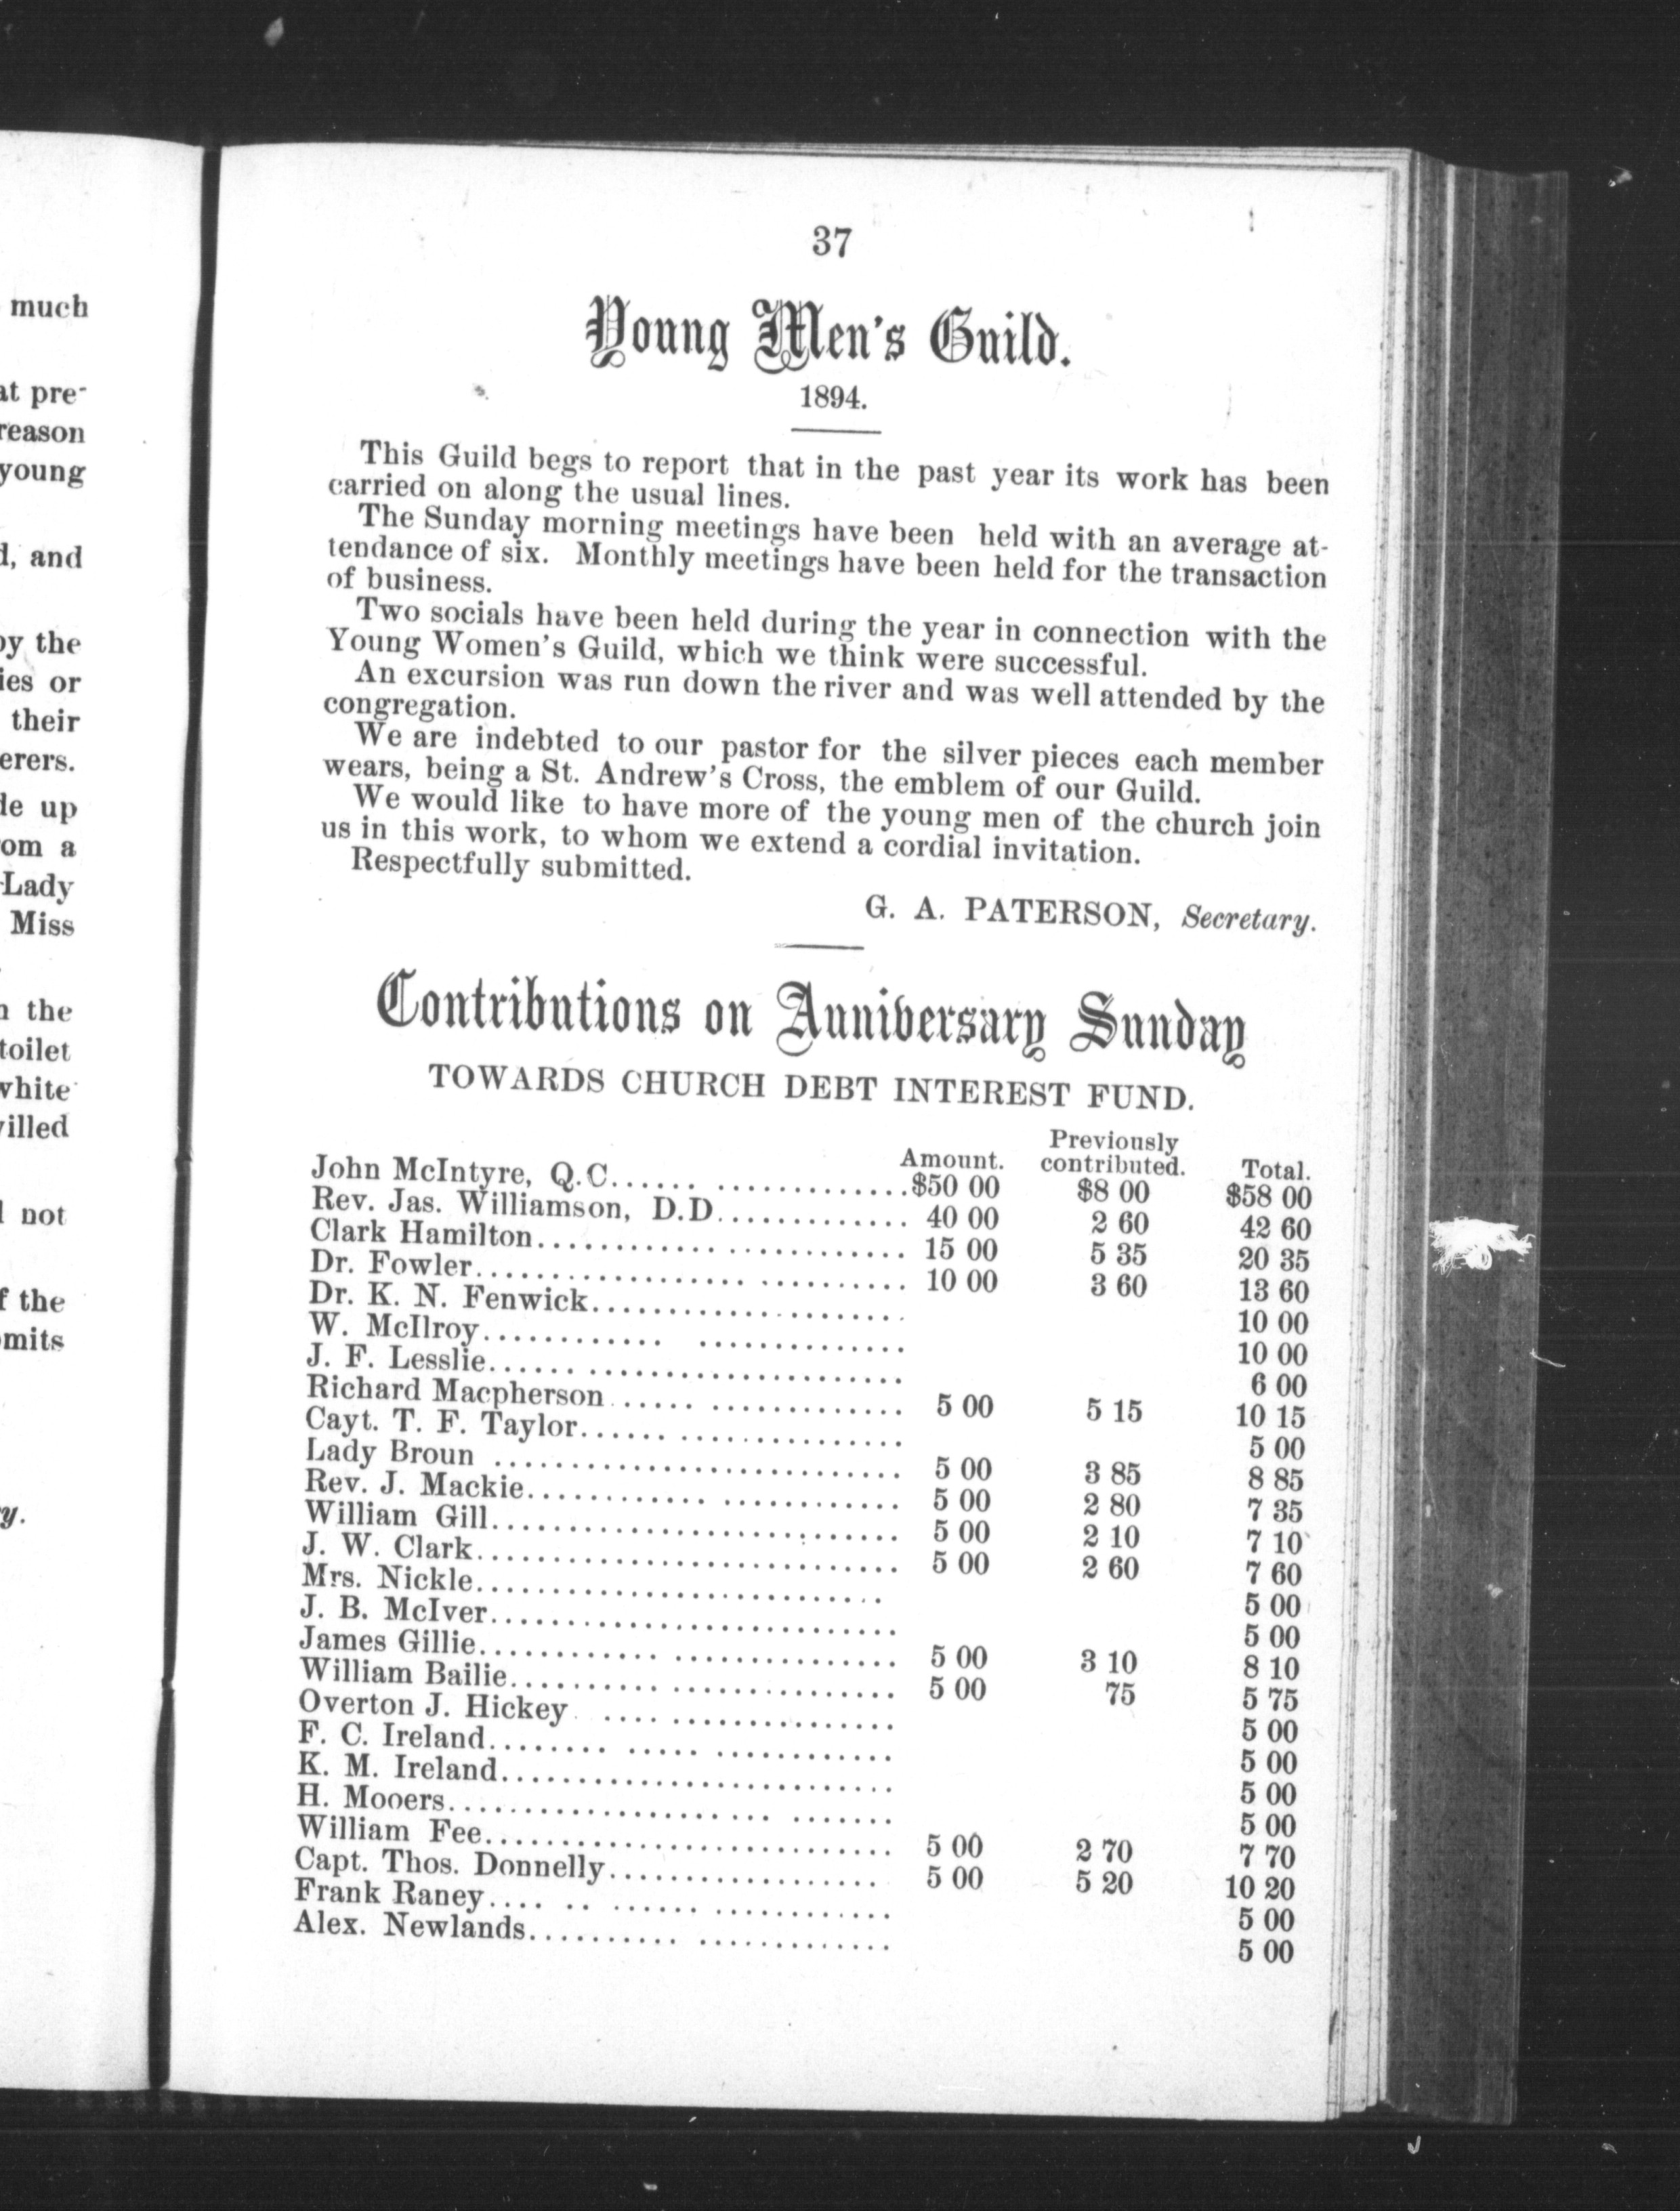 much
at pre-
reason
young
d, and
by the
ies or
their
erers.
de up
om a
Lady
Miss
n the
toilet
white
illed
not
f the
mits
y.
37
Young Men's Guild.
1894.
This Guild begs to report that in the past year its work has been
carried on along the usual lines.
The Sunday morning meetings have been held with an average at-
tendance of six. Monthly meetings have been held for the transaction
of business.
Two socials have been held during the year in connection with the
Young Women's Guild, which we think were successful.
An excursion was run down the river and was well attended by the
congregation.
We are indebted to our pastor for the silver pieces each member
wears, being a St. Andrew's Cross, the emblem of our Guild.
We would like to have more of the young men of the church join
us in this work, to whom we extend a cordial invitation.
Respectfully submitted.
G. A. PATERSON, Secretary.
Contributions on Anniversary Sunday
TOWARDS CHURCH DEBT INTEREST FUND.
Previously
Amount. contributed. Total.
John McIntyre, Q.C. $50 00 $8 00 $58 00
Rev. Jas. Williamson, D.D. 40 00 2 60 42 60
Clark Hamilton 15 00 5 35 20 35
Dr. Fowler 10 00 3 60 13 60
Dr. K. N. Fenwick 10 00
W. McIlroy 10 00
J. F. Lesslie 6 00
Richard Macpherson 5 00 5 15 10 15
Cayt. T. F. Taylor 5 00
Lady Broun 5 00 3 85 8 85
Rev. J. Mackie 5 00 2 80 7 35
William Gill 5 00 2 10 7 10
J. W. Clark 5 00 2 60 7 60
Mrs. Nickle 5 00
J. B. McIver 5 00
James Gillie 5 00 3 10 8 10
William Bailie 5 00 75 5 75
Overton J. Hickey 5 00
F. C. Ireland 5 00
K. M. Ireland 5 00
H. Mooers 5 00
William Fee 5 00 2 70 7 70
Capt. Thos. Donnelly 5 00 5 20 10 20
Frank Raney 5 00
Alex. Newlands 5 00